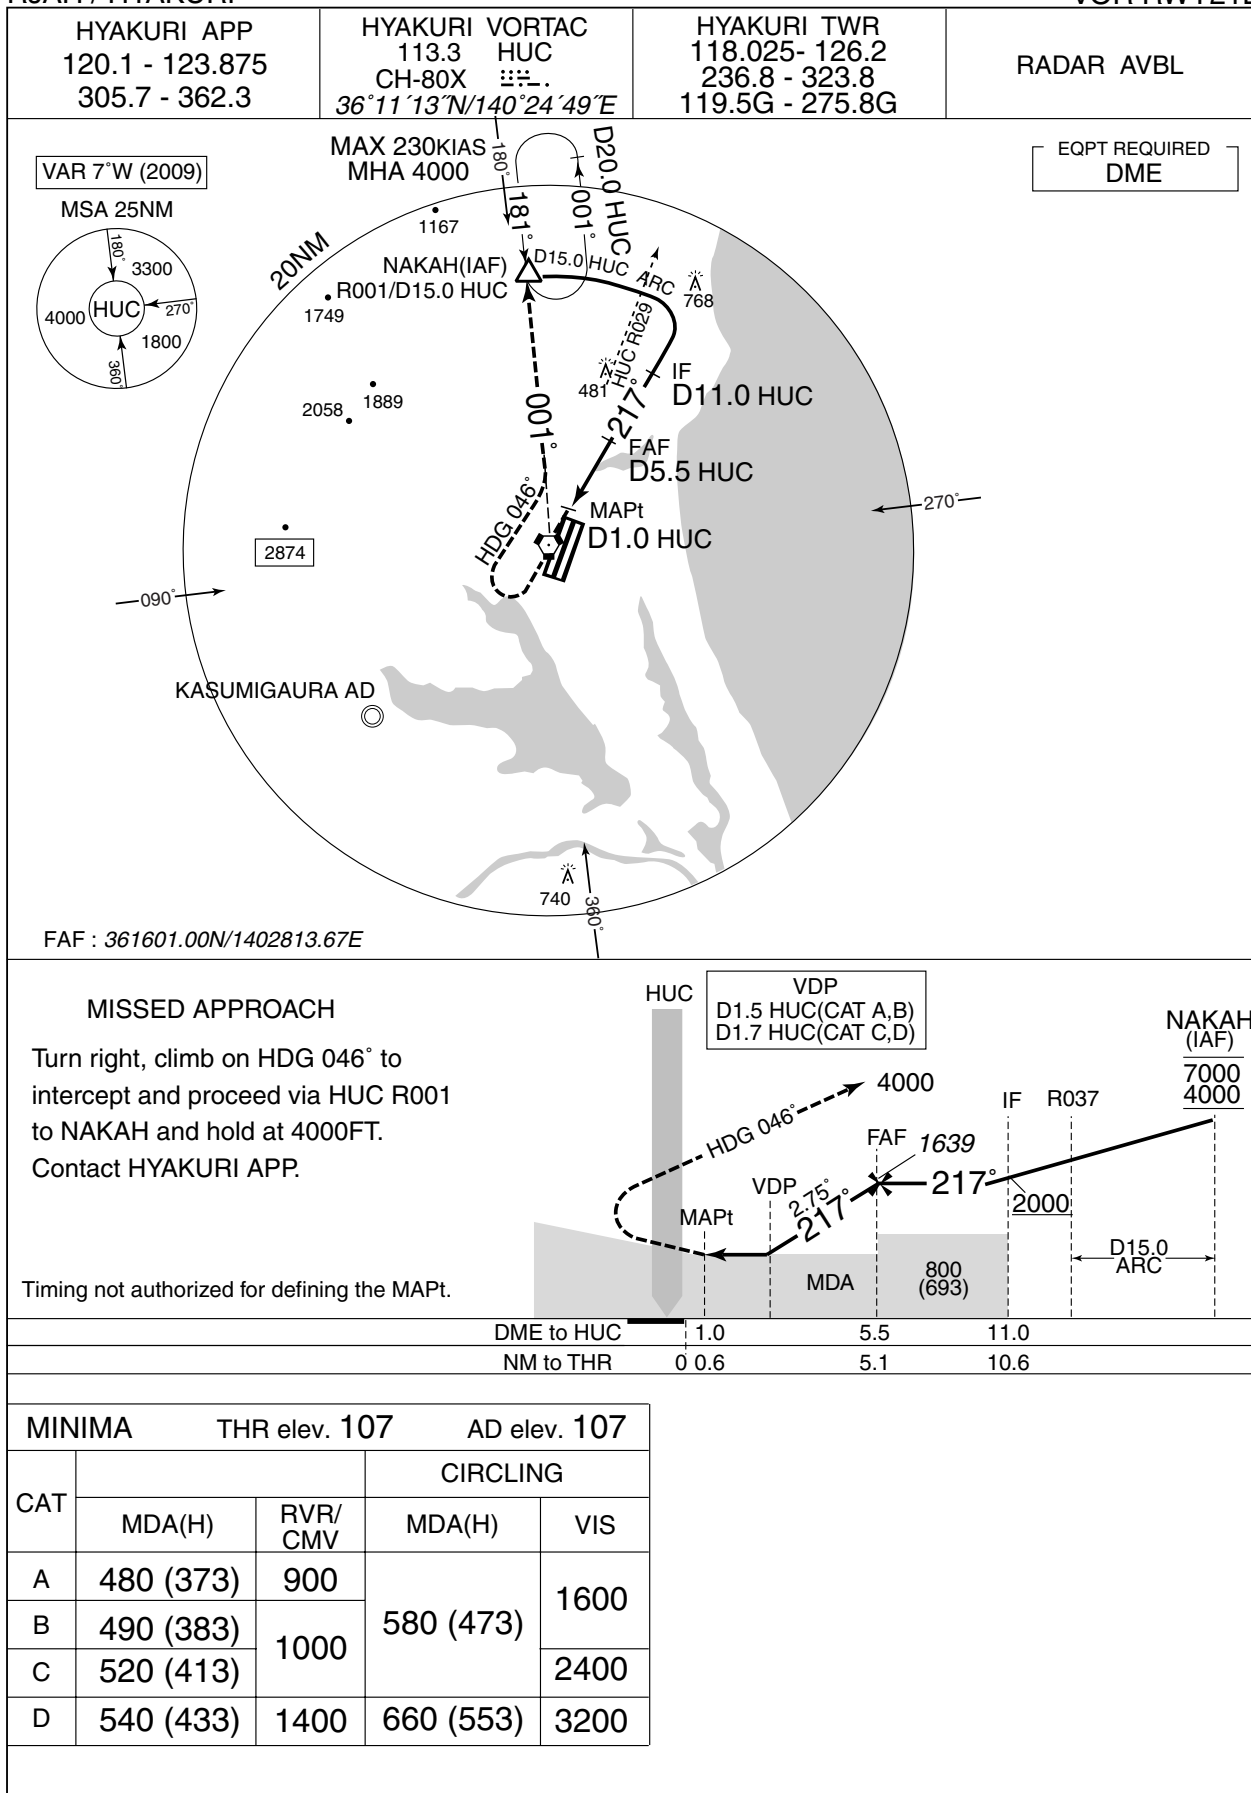 HYAKURI APP
120.1 - 123.875
305.7 - 362.3
HYAKURI VORTAC
113.3 HUC
CH-80X
36°11´13˝N/140°24´49˝E
HYAKURI TWR
118.025- 126.2
236.8 - 323.8
119.5G - 275.8G
RADAR AVBL
VAR 7°W (2009)
MSA 25NM
180°
3300
4000
HUC
270°
1800
360°
MAX 230KIAS
MHA 4000
180°
181°
001°
D20.0 HUC
EQPT REQUIRED
DME
1167
20NM
NAKAH(IAF)
R001/D15.0 HUC
D15.0 HUC ARC
768
1749
HUC R029
481
IF
D11.0 HUC
2058
1889
001°
217°
FAF
D5.5 HUC
HDG 046°
MAPt
D1.0 HUC
270°
2874
090°
KASUMIGAURA AD
740
360°
FAF : 361601.00N/1402813.67E
MISSED APPROACH
Turn right, climb on HDG 046° to
intercept and proceed via HUC R001
to NAKAH and hold at 4000FT.
Contact HYAKURI APP.
Timing not authorized for defining the MAPt.
HUC
VDP
D1.5 HUC(CAT A,B)
D1.7 HUC(CAT C,D)
NAKAH
(IAF)
7000
4000
4000
HDG 046°
IF
R037
FAF
1639
VDP
2.75°
217°
217°
2000
MAPt
D15.0
ARC
MDA
800
(693)
DME to HUC 1.0 5.5 11.0
NM to THR 0 0.6 5.1 10.6
MINIMA THR elev. 107 AD elev. 107
CAT
CIRCLING
MDA(H) RVR/CMV MDA(H) VIS
A 480 (373) 900 580 (473) 1600
B 490 (383) 1000
C 520 (413) 2400
D 540 (433) 1400 660 (553) 3200